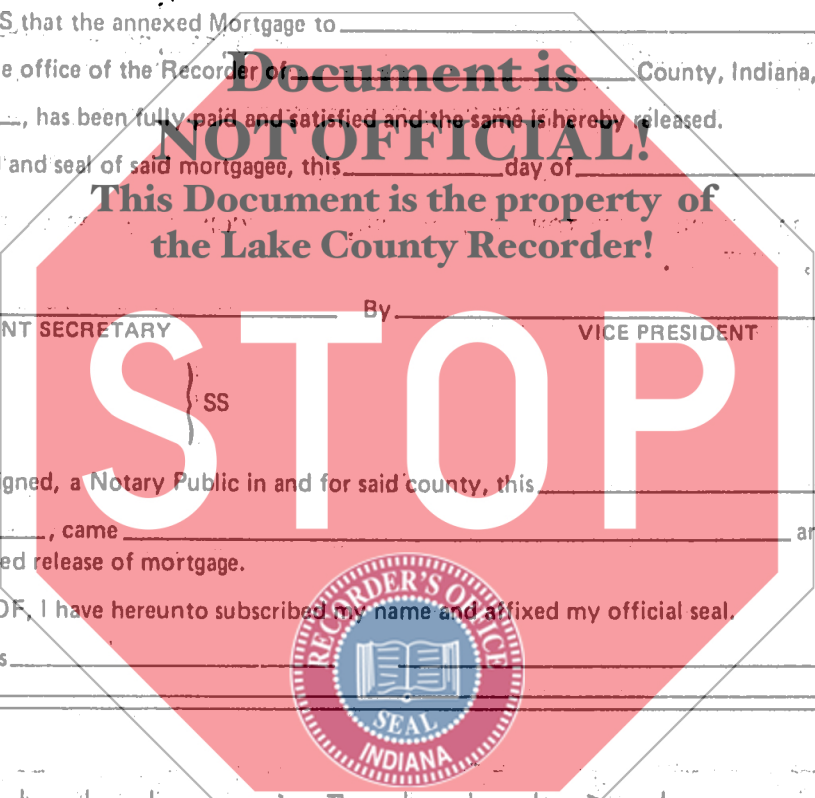 S that the annexed Mortgage to
e office of the Recorder of County, Indiana,
Document is
, has been fully paid and satisfied and the same is hereby released.
NOT OFFICIAL!
and seal of said mortgagee, this day of
This Document is the property of
the Lake County Recorder!
By
NT SECRETARY VICE PRESIDENT
STOP
SS
igned, a Notary Public in and for said county, this
, came ar
ed release of mortgage.
RECORDER'S OFFICE
OF, I have hereunto subscribed my name and affixed my official seal.
s
SEAL
INDIANA